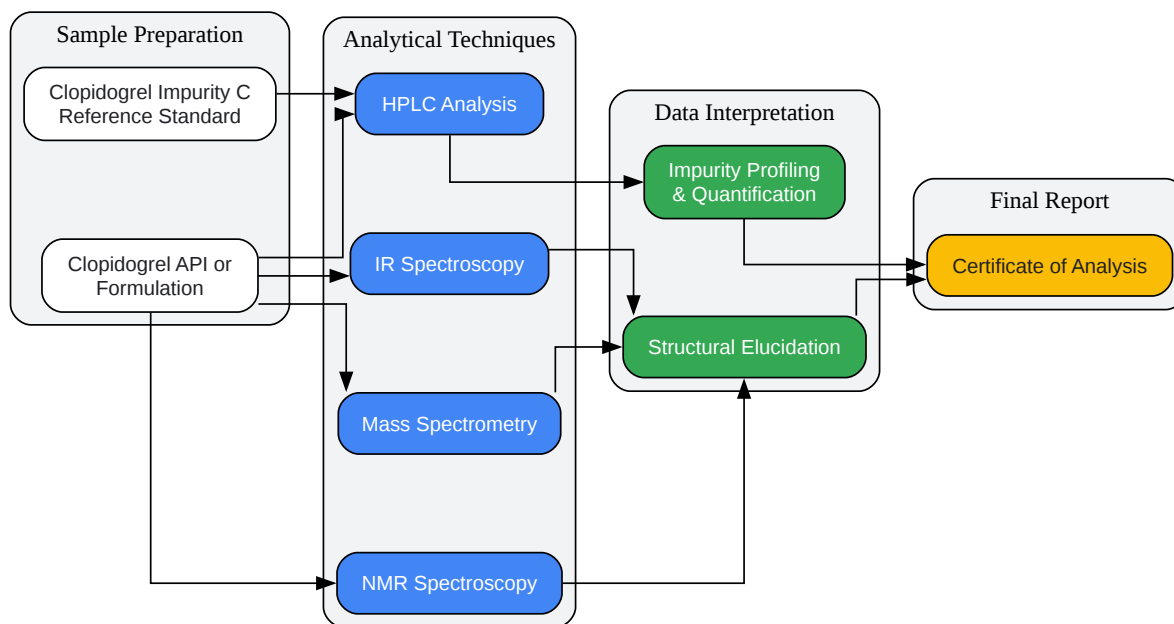 Sample Preparation
Clopidogrel Impurity C
Reference Standard
Clopidogrel API or
Formulation
Analytical Techniques
HPLC Analysis
IR Spectroscopy
Mass Spectrometry
NMR Spectroscopy
Data Interpretation
Impurity Profiling
& Quantification
Structural Elucidation
Final Report
Certificate of Analysis